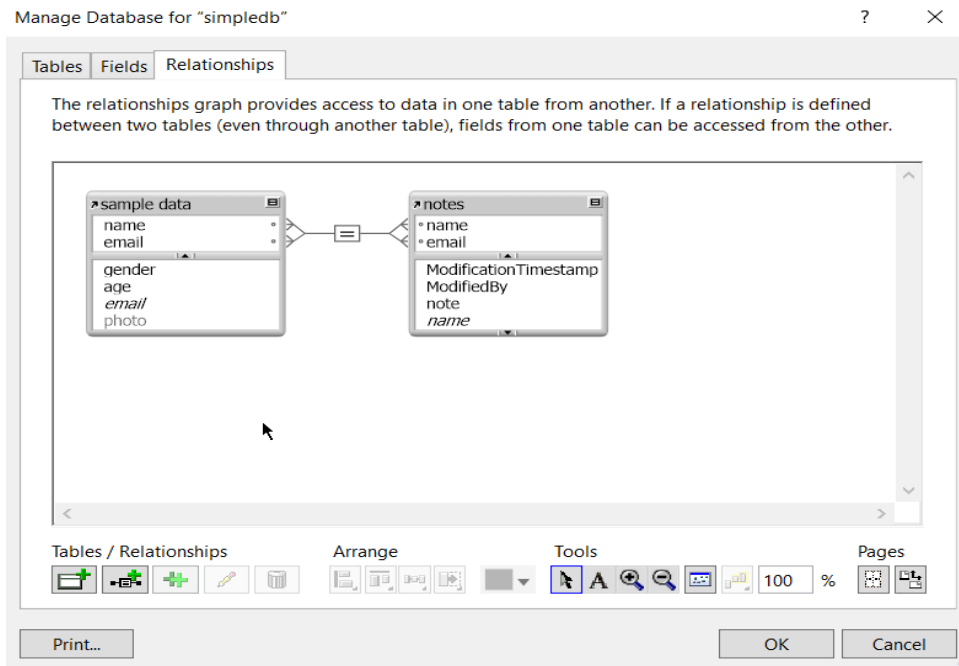 Manage Database for “simpledb”
?
Tables Fields Relationships
The relationships graph provides access to data in one table from another. If a relationship is defined
between two tables (even through another table), fields from one table can be accessed from the other.
sample data
name
email
gender
age
email
photo
=
notes
name
email
ModificationTimestamp
ModifiedBy
note
name
Tables / Relationships Arrange Tools Pages
A 100 %
Print... OK Cancel